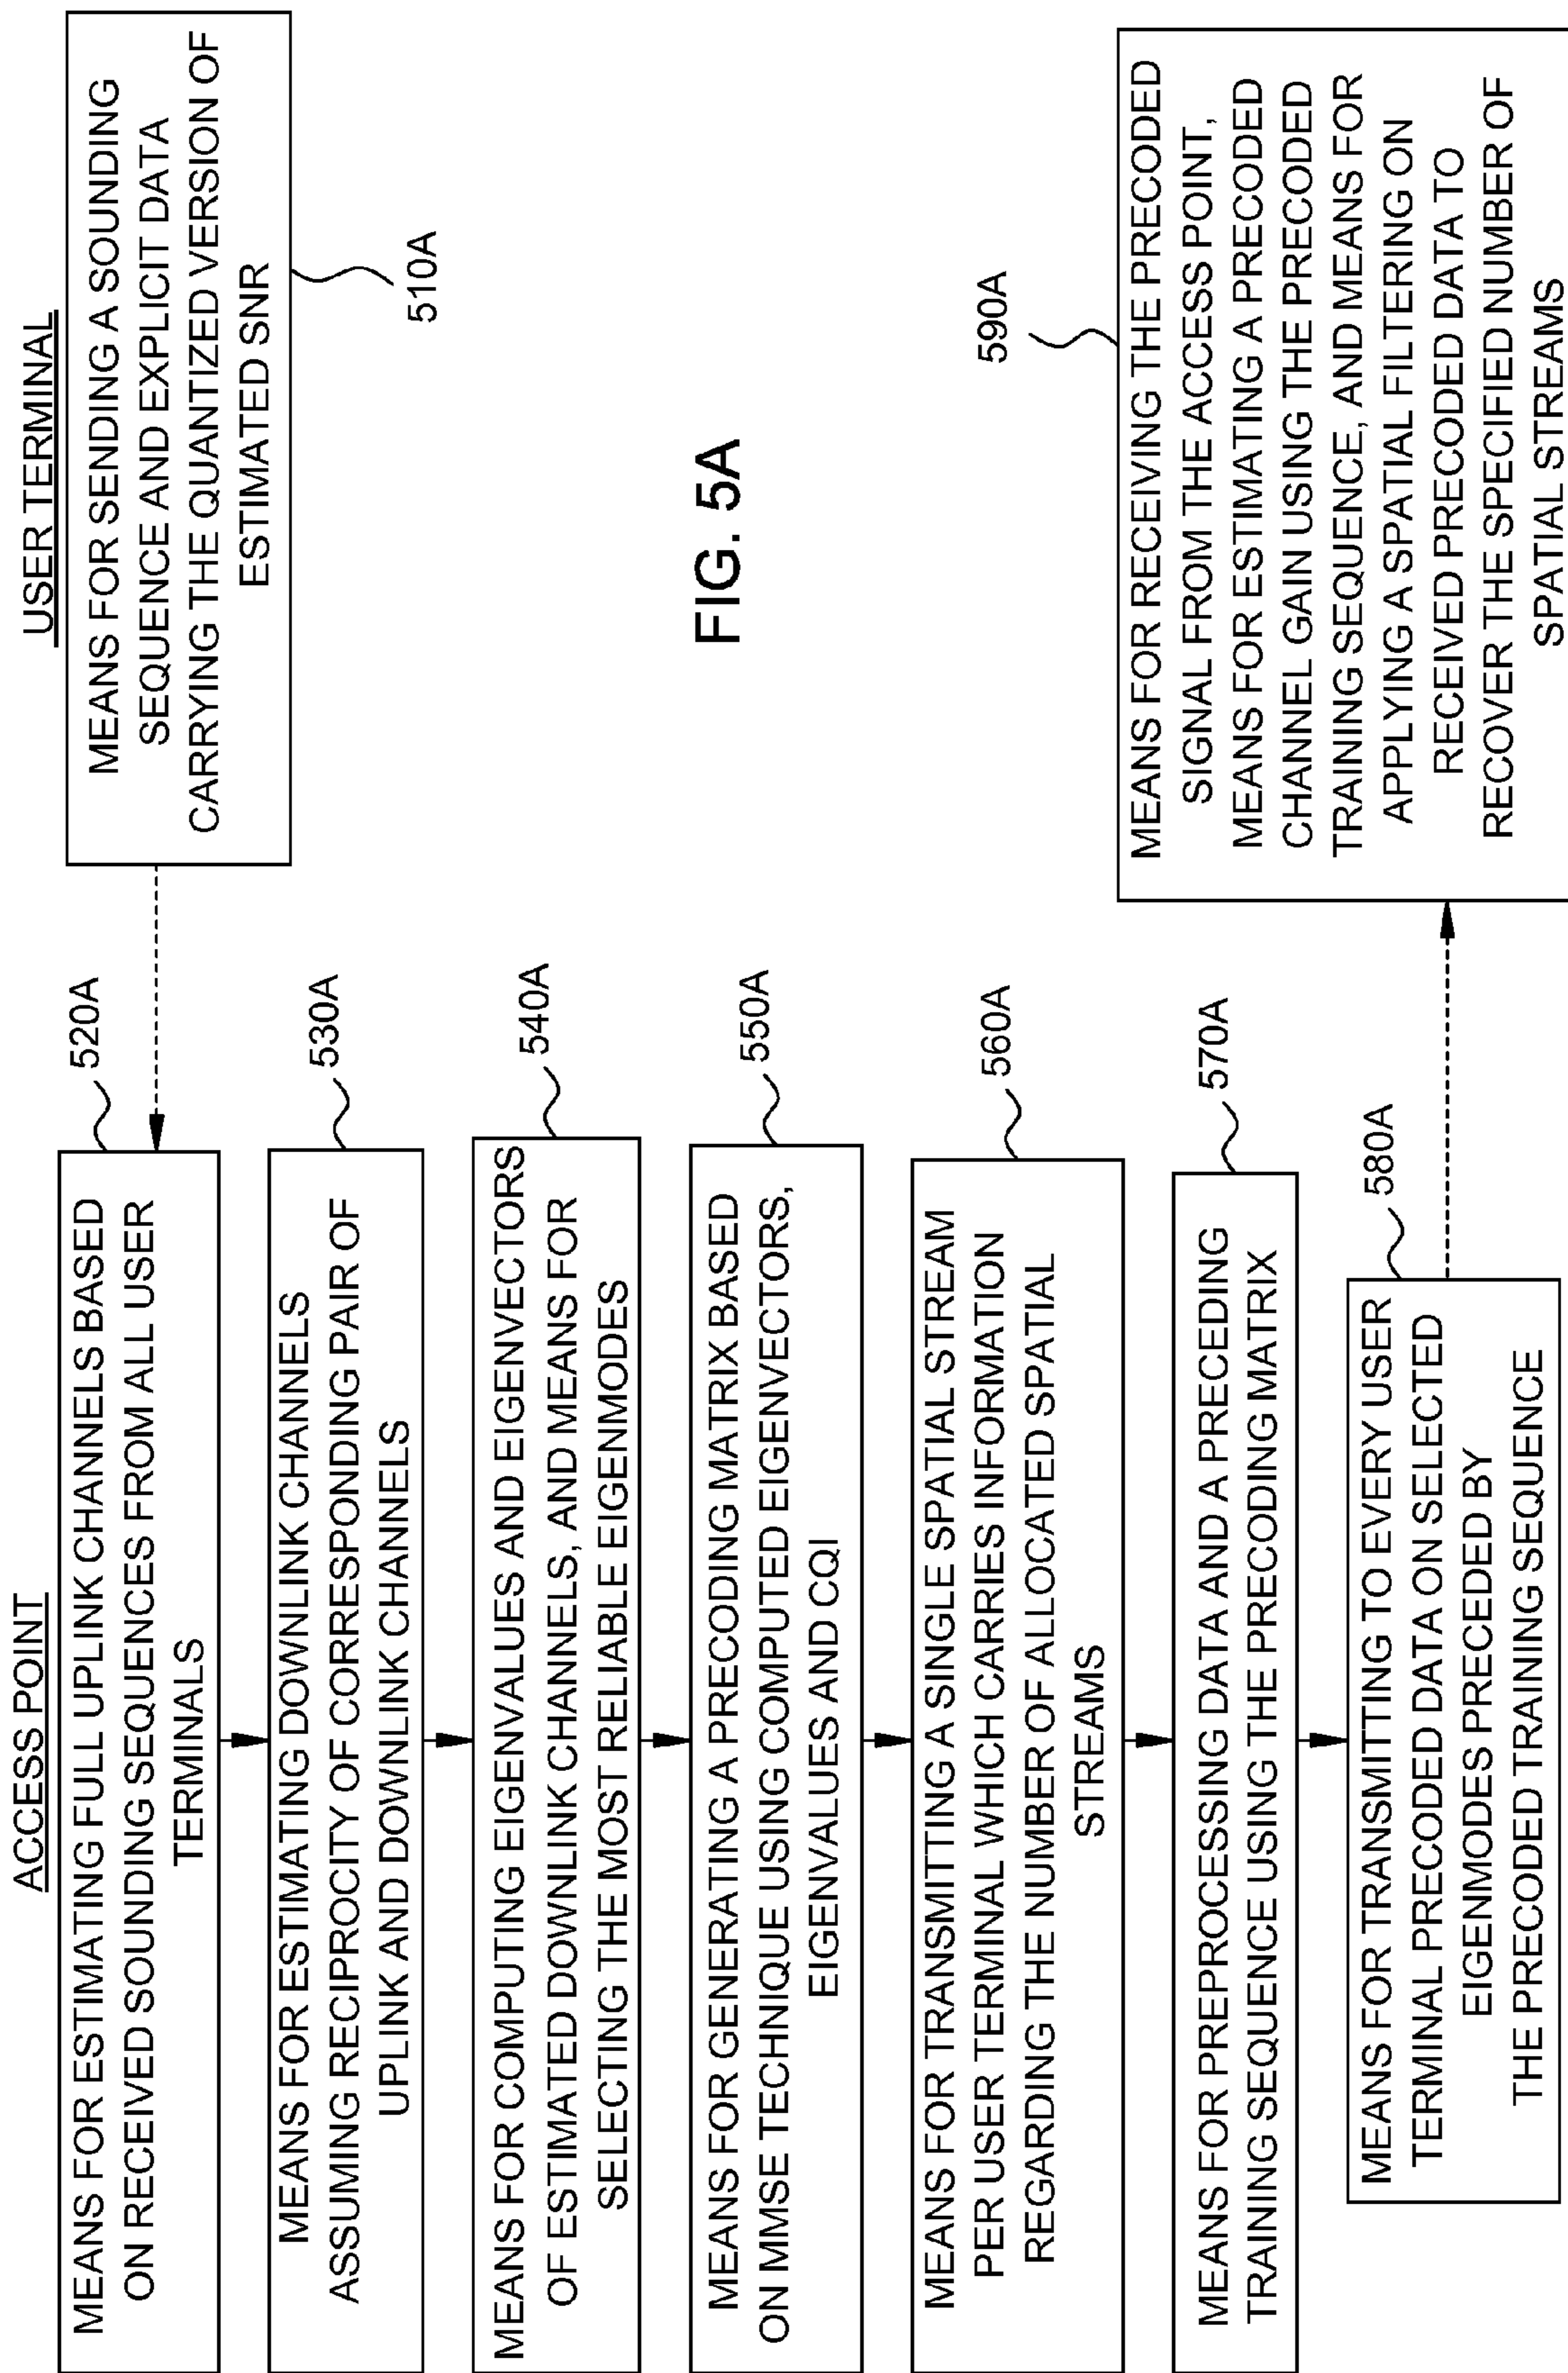 USER TERMINAL
MEANS FOR SENDING A SOUNDING
SEQUENCE AND EXPLICIT DATA
CARRYING THE QUANTIZED VERSION OF
ESTIMATED SNR
510A
ACCESS POINT
MEANS FOR ESTIMATING FULL UPLINK CHANNELS BASED
ON RECEIVED SOUNDING SEQUENCES FROM ALL USER
TERMINALS
520A
MEANS FOR ESTIMATING DOWNLINK CHANNELS
ASSUMING RECIPROCITY OF CORRESPONDING PAIR OF
UPLINK AND DOWNLINK CHANNELS
530A
MEANS FOR COMPUTING EIGENVALUES AND EIGENVECTORS
OF ESTIMATED DOWNLINK CHANNELS, AND MEANS FOR
SELECTING THE MOST RELIABLE EIGENMODES
540A
MEANS FOR GENERATING A PRECODING MATRIX BASED
ON MMSE TECHNIQUE USING COMPUTED EIGENVECTORS,
EIGENVALUES AND CQI
550A
MEANS FOR TRANSMITTING A SINGLE SPATIAL STREAM
PER USER TERMINAL WHICH CARRIES INFORMATION
REGARDING THE NUMBER OF ALLOCATED SPATIAL
STREAMS
560A
MEANS FOR PREPROCESSING DATA AND A PRECEDING
TRAINING SEQUENCE USING THE PRECODING MATRIX
570A
MEANS FOR TRANSMITTING TO EVERY USER
TERMINAL PRECODED DATA ON SELECTED
EIGENMODES PRECEDED BY
THE PRECODED TRAINING SEQUENCE
580A
590A
MEANS FOR RECEIVING THE PRECODED
SIGNAL FROM THE ACCESS POINT,
MEANS FOR ESTIMATING A PRECODED
CHANNEL GAIN USING THE PRECODED
TRAINING SEQUENCE, AND MEANS FOR
APPLYING A SPATIAL FILTERING ON
RECEIVED PRECODED DATA TO
RECOVER THE SPECIFIED NUMBER OF
SPATIAL STREAMS
FIG. 5A